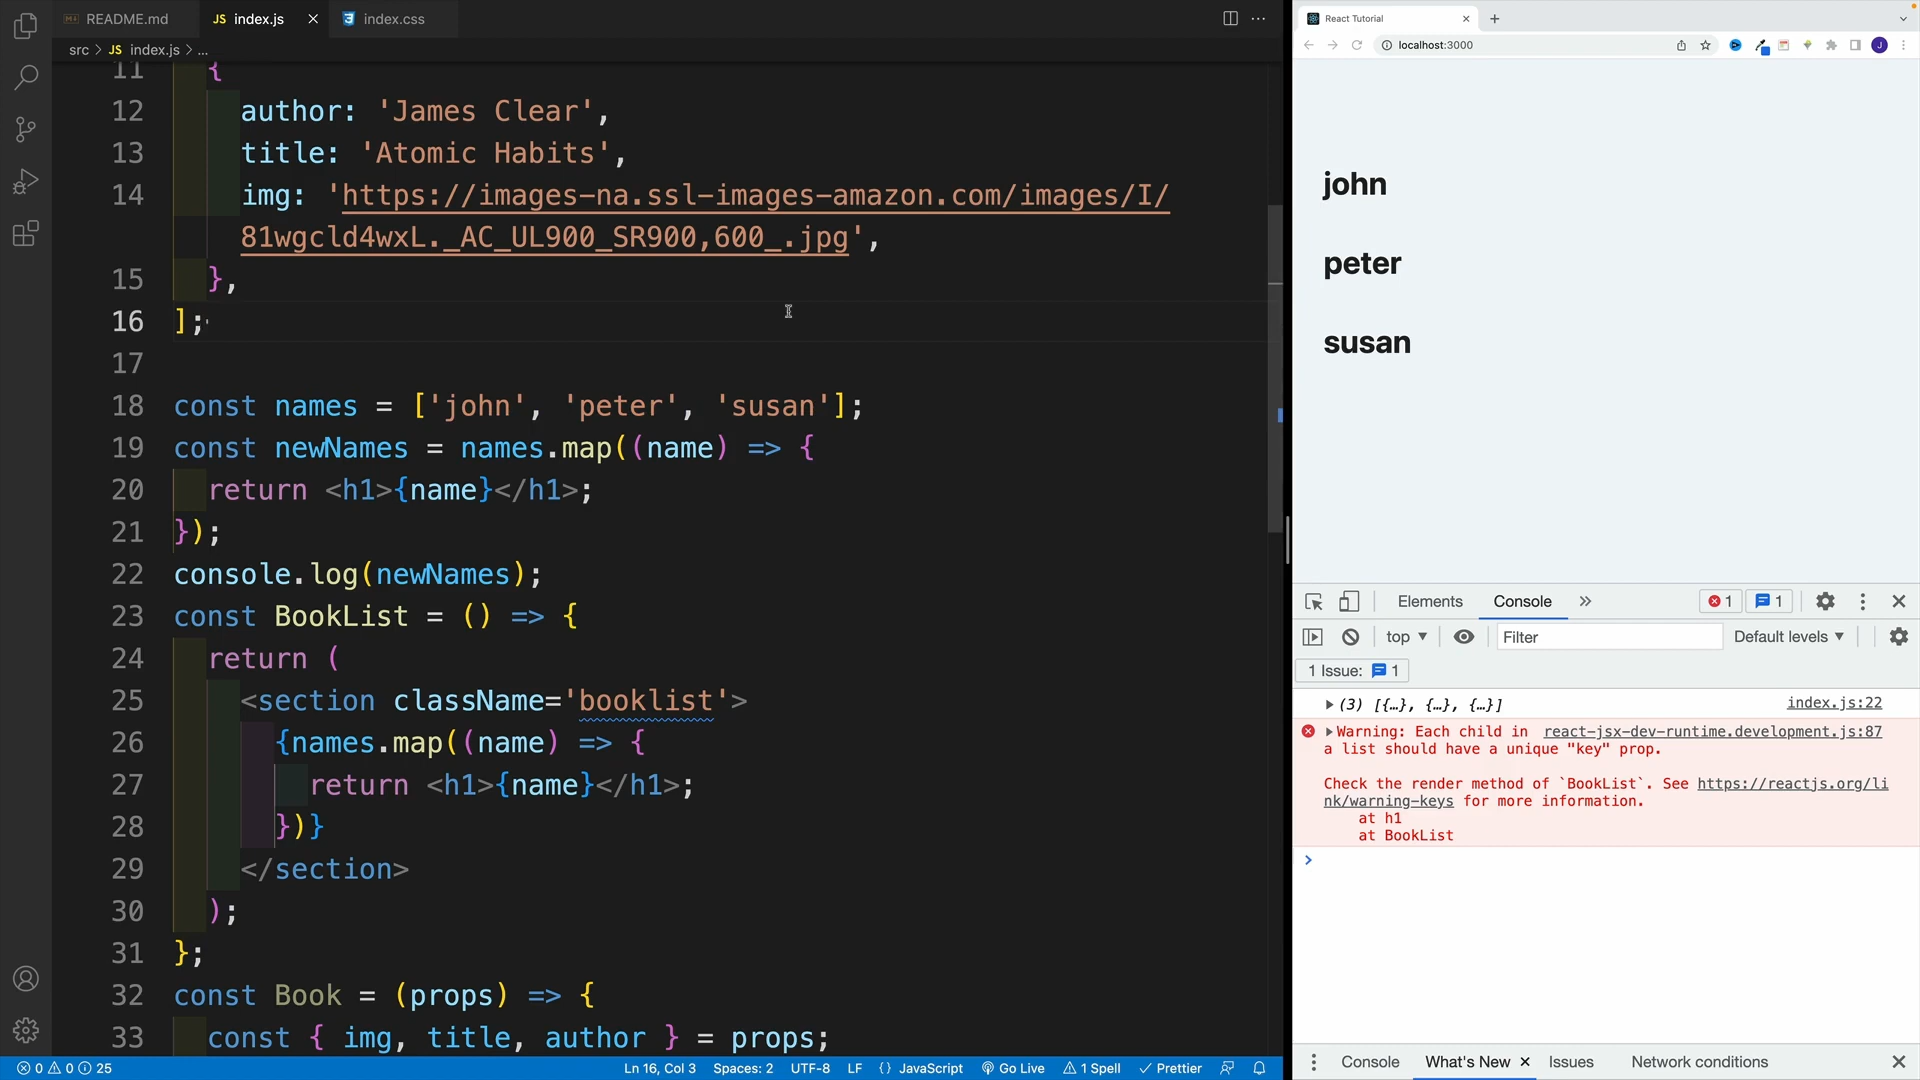 README.md
JS index.js
index.css
src > JS index.js > ...
11 {
12 author: 'James Clear',
13 title: 'Atomic Habits',
14 img: 'https://images-na.ssl-images-amazon.com/images/I/
81wgcld4wxL._AC_UL900_SR900,600_.jpg',
15 },
16 ];
17
18 const names = ['john', 'peter', 'susan'];
19 const newNames = names.map((name) => {
20 return <h1>{name}</h1>;
21 });
22 console.log(newNames);
23 const BookList = () => {
24 return (
25 <section className='booklist'>
26 {names.map((name) => {
27 return <h1>{name}</h1>;
28 })}
29 </section>
30 );
31 };
32 const Book = (props) => {
33 const { img, title, author } = props;
0 0 25
Ln 16, Col 3
Spaces: 2
UTF-8
LF
{} JavaScript
Go Live
1 Spell
Prettier
React Tutorial
localhost:3000
J
john
peter
susan
Elements
Console
1
1
top
Filter
Default levels
1 Issue: 1
(3) [{…}, {…}, {…}]
index.js:22
Warning: Each child in react-jsx-dev-runtime.development.js:87
a list should have a unique "key" prop.
Check the render method of `BookList`. See https://reactjs.org/li
nk/warning-keys for more information.
at h1
at BookList
Console
What's New
Issues
Network conditions